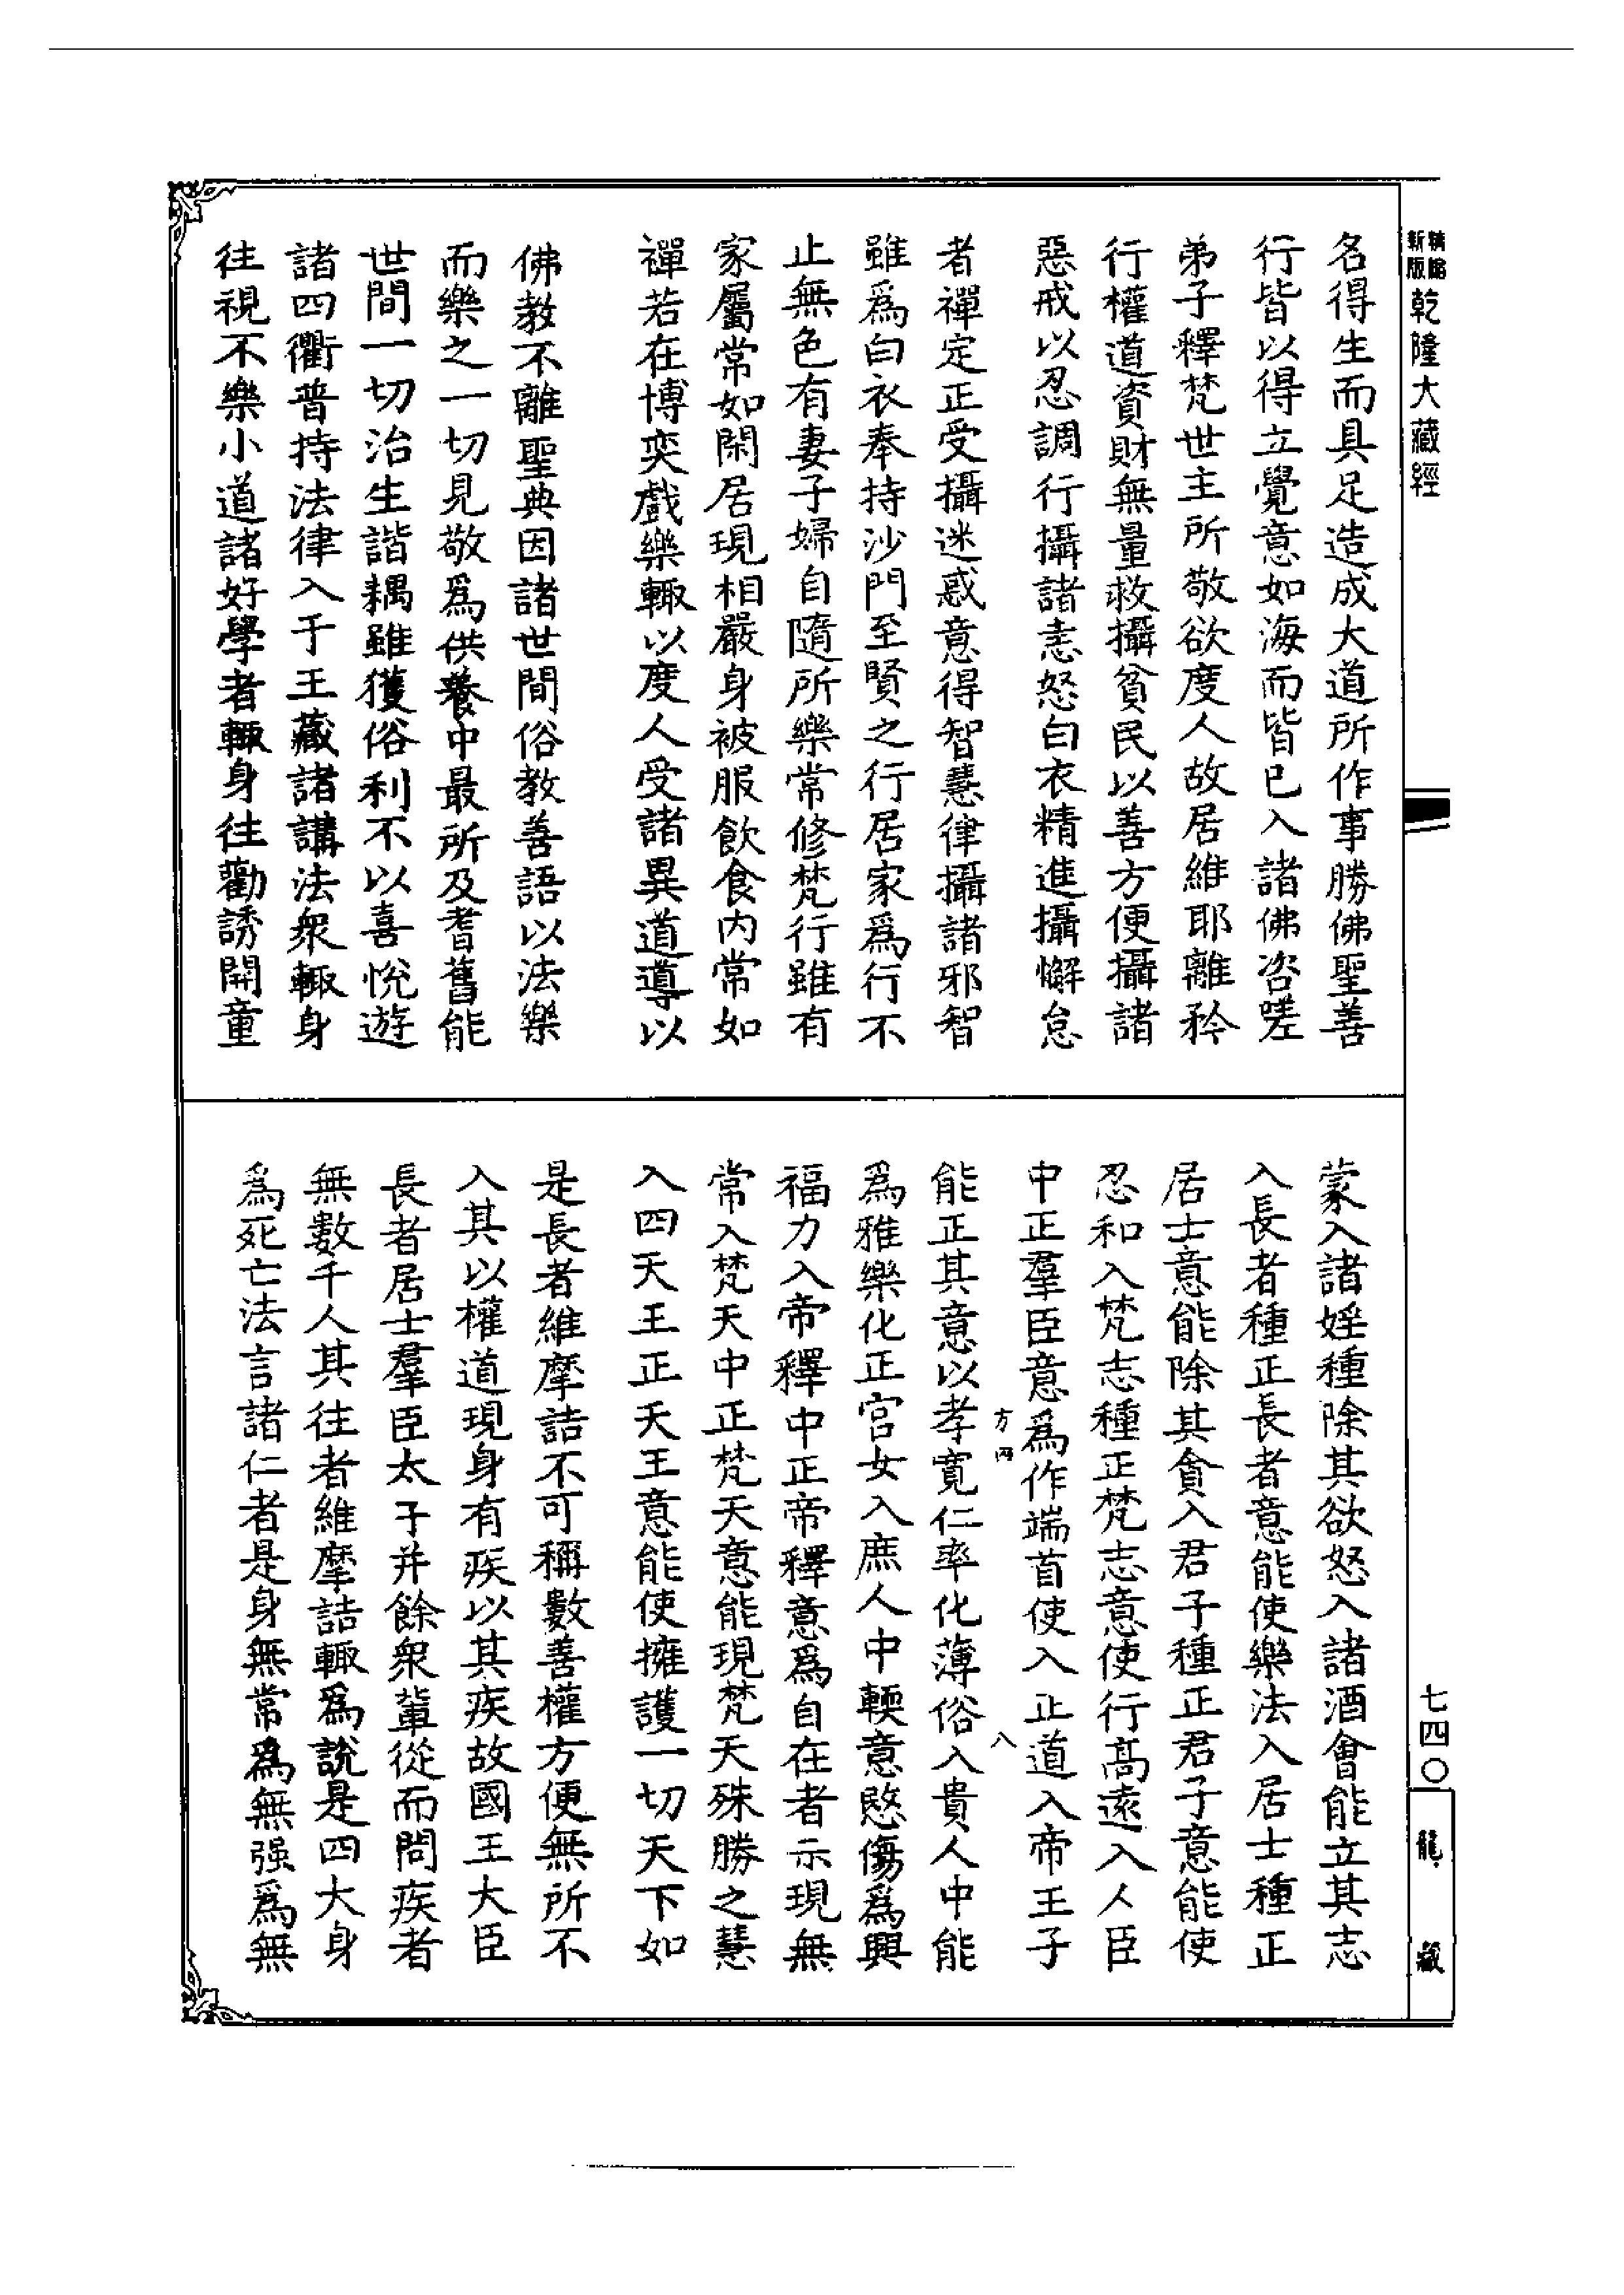 精縮
新版
乾隆大藏經
名得生而具足造成大道所作事勝佛聖善
行皆以得立覺意如海而皆已入諸佛咨嗟
弟子釋梵世主所敬欲度人故居維耶離矜
行權道資財無量救攝貧民以善方便攝諸
惡戒以忍調行攝諸恚怒白衣精進攝懈怠
者禪定正受攝迷惑意得智慧律攝諸邪智
雖為白衣奉持沙門至賢之行居家為行不
止無色有妻子婦自隨所樂常修梵行雖有
家屬常如閑居現相嚴身被服飲食內常如
禪若在博奕戲樂輙以度人受諸異道導以
佛教不離聖典因諸世間俗教善語以法樂
而樂之一切見敬為供養中最所及耆舊能
世間一切治生諧耦雖獲俗利不以喜悅遊
諸四衢普持法律入于王藏諸講法衆輙身
往視不樂小道諸好學者輙身往勸誘開童
蒙入諸婬種除其欲怒入諸酒會能立其志
入長者種正長者意能使樂法入居士種正
居士意能除其貪入君子種正君子意能使
忍和入梵志種正梵志意使行高遠入人臣
中正羣臣意為作端首使入正道入帝王子
方四
八
能正其意以孝寬仁率化薄俗入貴人中能
為雅樂化正宮女入庶人中輭意愍傷為興
福力入帝釋中正帝釋意為自在者示現無
常入梵天中正梵天意能現梵天殊勝之慧
入四天王正天王意能使擁護一切天下如
是長者維摩詰不可稱數善權方便無所不
入其以權道現身有疾以其疾故國王大臣
長者居士羣臣太子并餘衆輩從而問疾者
無數千人其往者維摩詰輙為說是四大身
為死亡法言諸仁者是身無常為無强為無
七四〇
龍藏